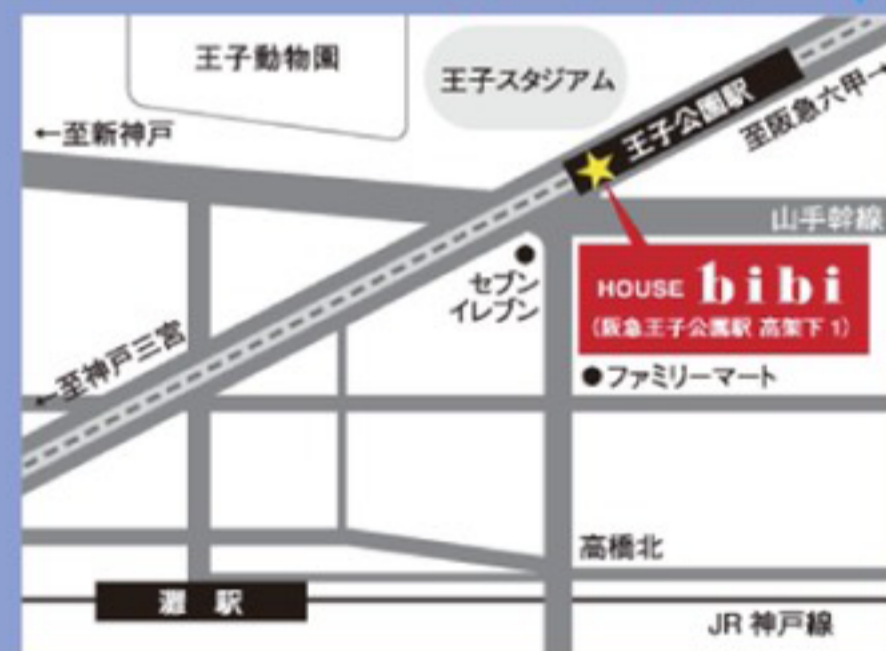 王子動物園
王子スタジアム
←至新神戸
王子公園駅
至阪急六甲→
山手幹線
セブン
イレブン
HOUSE bibi
(阪急王子公園駅 高架下 1)
←至神戸三宮
●ファミリーマート
高橋北
灘 駅
JR 神戸線